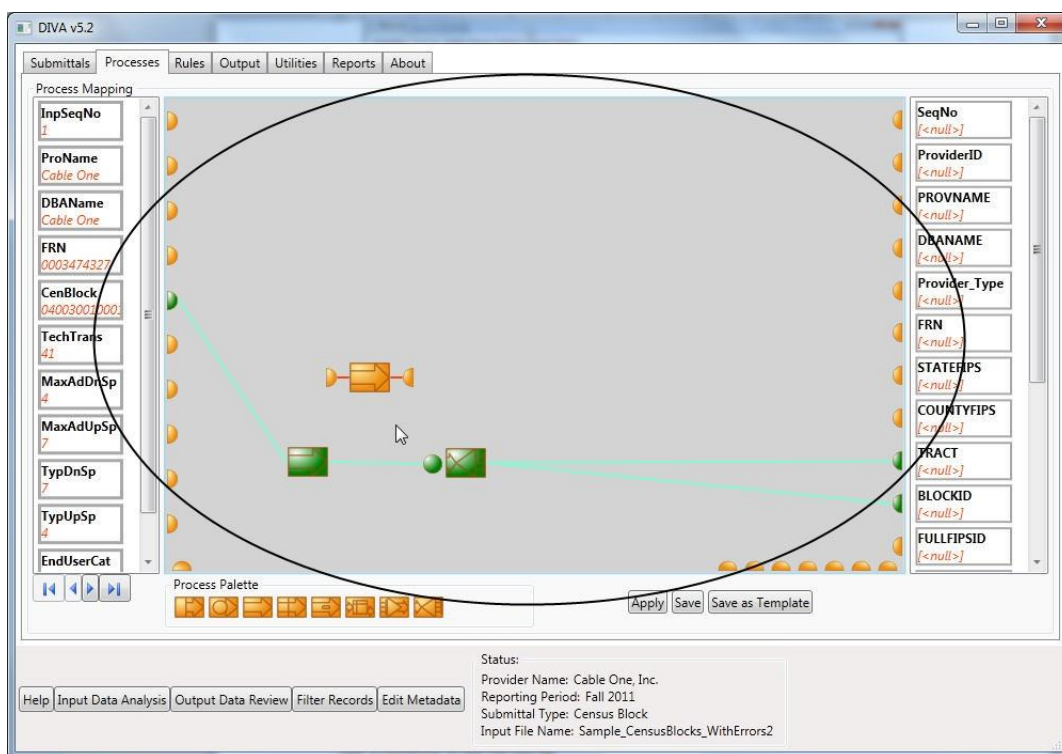 DIVA v5.2
Submittals Processes Rules Output Utilities Reports About
Process Mapping
InpSeqNo
1
ProName
Cable One
DBAName
Cable One
FRN
0003474327
CenBlock
040030010001
TechTrans
41
MaxAdDnSp
4
MaxAdUpSp
7
TypDnSp
7
TypUpSp
4
EndUserCat
SeqNo
[<null>]
ProviderID
[<null>]
PROVNAME
[<null>]
DBANAME
[<null>]
Provider_Type
[<null>]
FRN
[<null>]
STATEFIPS
[<null>]
COUNTYFIPS
[<null>]
TRACT
[<null>]
BLOCKID
[<null>]
FULLFIPSID
[<null>]
Process Palette
Apply Save Save as Template
Help Input Data Analysis Output Data Review Filter Records Edit Metadata
Status:
Provider Name: Cable One, Inc.
Reporting Period: Fall 2011
Submittal Type: Census Block
Input File Name: Sample_CensusBlocks_WithErrors2